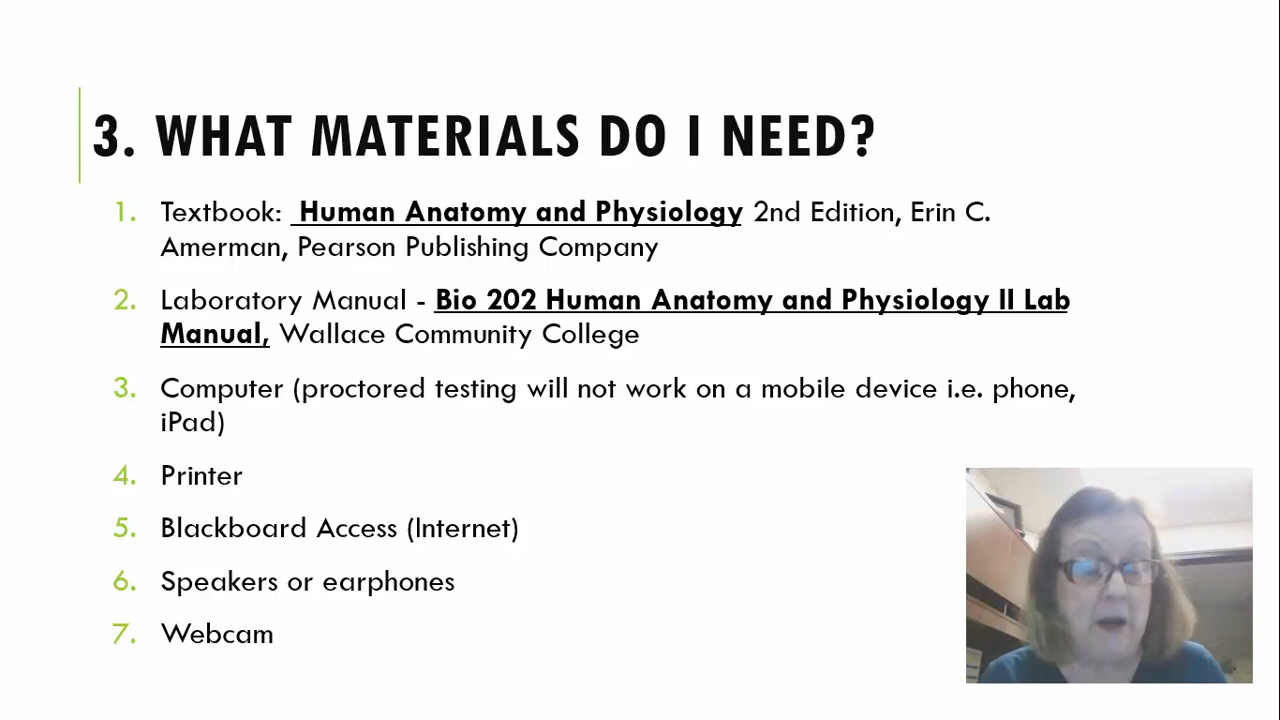 3. WHAT MATERIALS DO I NEED?
1. Textbook: Human Anatomy and Physiology 2nd Edition, Erin C.
Amerman, Pearson Publishing Company
2. Laboratory Manual - Bio 202 Human Anatomy and Physiology II Lab
Manual, Wallace Community College
3. Computer (proctored testing will not work on a mobile device i.e. phone,
iPad)
4. Printer
5. Blackboard Access (Internet)
6. Speakers or earphones
7. Webcam